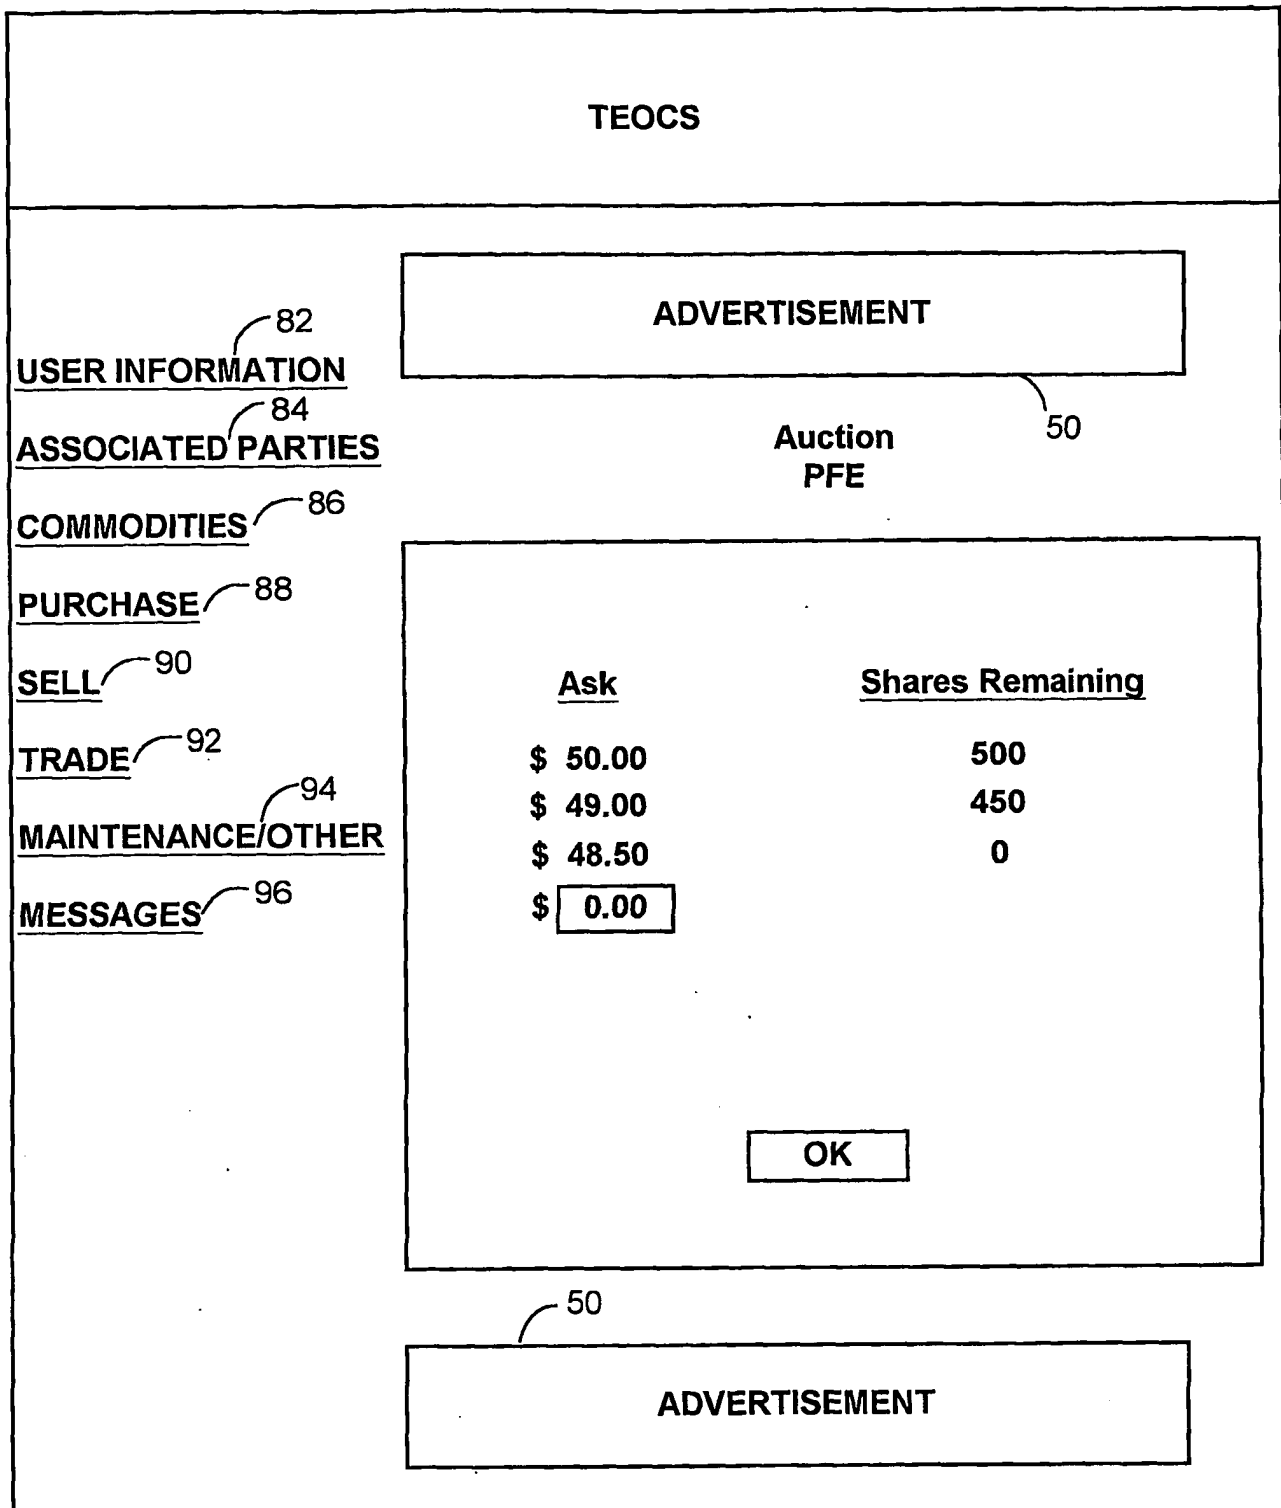 TEOCS
82
USER INFORMATION
84
ASSOCIATED PARTIES
86
COMMODITIES
88
PURCHASE
90
SELL
92
TRADE
94
MAINTENANCE/OTHER
96
MESSAGES
ADVERTISEMENT
50
Auction
PFE
Ask Shares Remaining
$ 50.00 500
$ 49.00 450
$ 48.50 0
$ 0.00
OK
50
ADVERTISEMENT